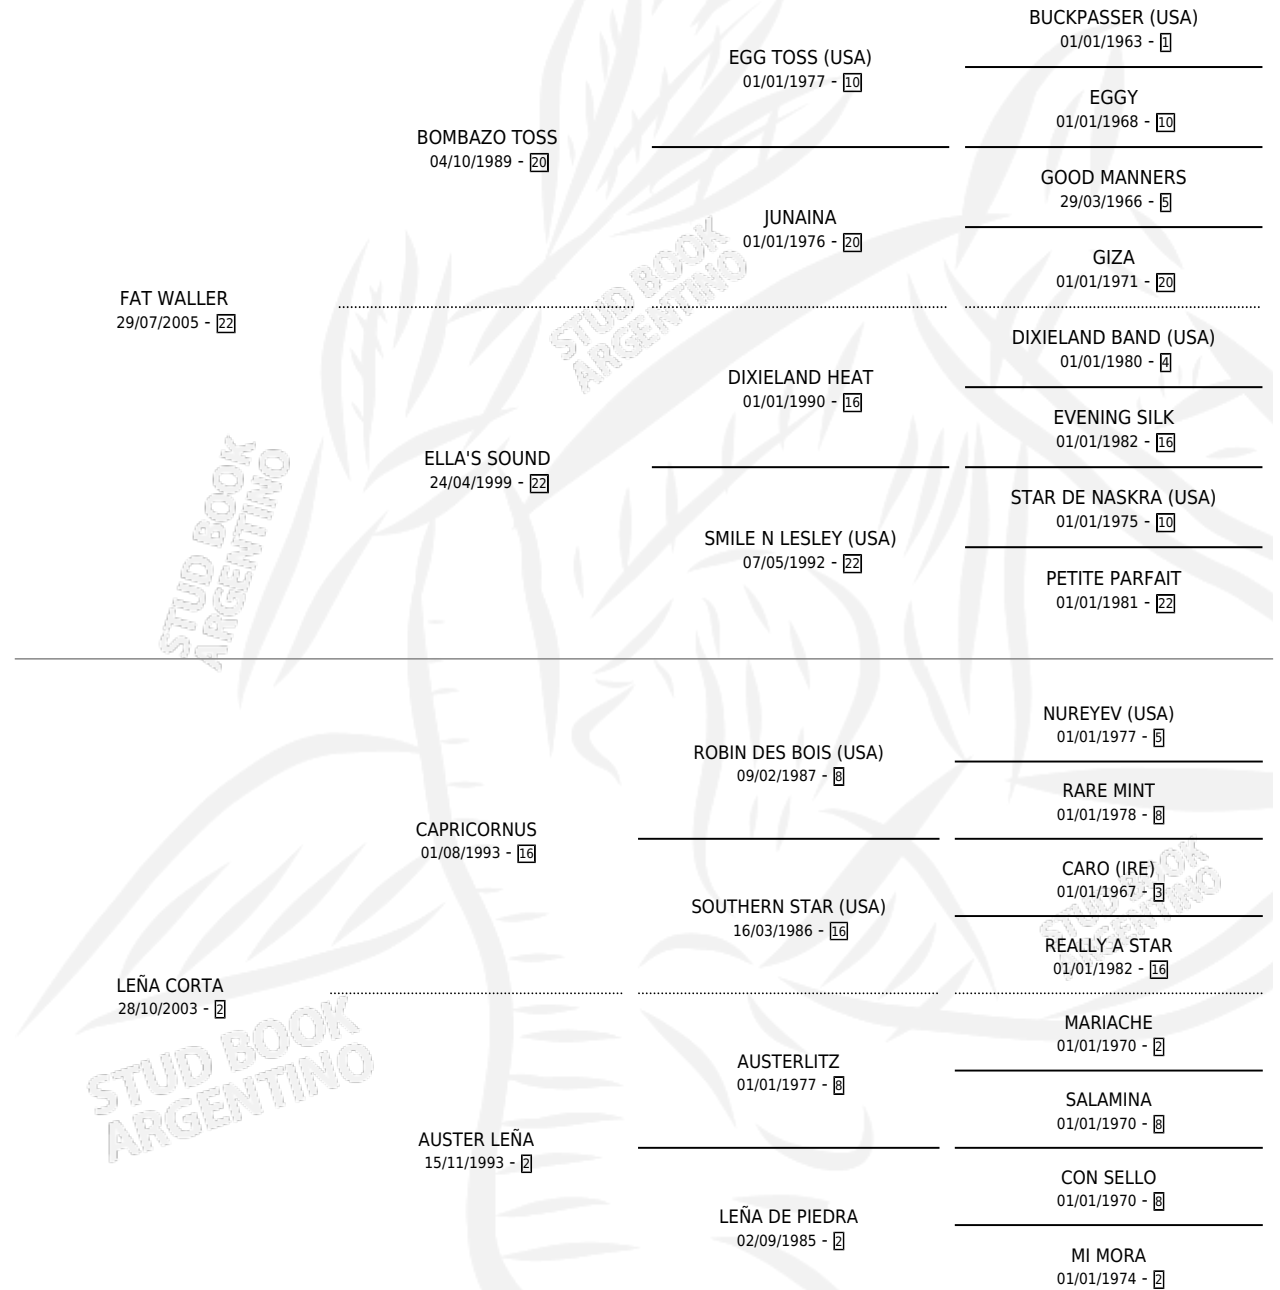 BUCKPASSER (USA)
01/01/1963 - 1
EGG TOSS (USA)
01/01/1977 - 10
EGGY
01/01/1968 - 10
BOMBAZO TOSS
04/10/1989 - 20
GOOD MANNERS
29/03/1966 - 5
JUNAINA
01/01/1976 - 20
GIZA
01/01/1971 - 20
FAT WALLER
29/07/2005 - 22
DIXIELAND BAND (USA)
01/01/1980 - 4
DIXIELAND HEAT
01/01/1990 - 16
EVENING SILK
01/01/1982 - 16
ELLA'S SOUND
24/04/1999 - 22
STAR DE NASKRA (USA)
01/01/1975 - 10
SMILE N LESLEY (USA)
07/05/1992 - 22
PETITE PARFAIT
01/01/1981 - 22
NUREYEV (USA)
01/01/1977 - 5
ROBIN DES BOIS (USA)
09/02/1987 - 8
RARE MINT
01/01/1978 - 8
CAPRICORNUS
01/08/1993 - 16
CARO (IRE)
01/01/1967 - 3
SOUTHERN STAR (USA)
16/03/1986 - 16
REALLY A STAR
01/01/1982 - 16
LEÑA CORTA
28/10/2003 - 2
MARIACHE
01/01/1970 - 2
AUSTERLITZ
01/01/1977 - 8
SALAMINA
01/01/1970 - 8
AUSTER LEÑA
15/11/1993 - 2
CON SELLO
01/01/1970 - 8
LEÑA DE PIEDRA
02/09/1985 - 2
MI MORA
01/01/1974 - 2
STUD BOOK
ARGENTINO
STUD BOOK
ARGENTINO
STUD BOOK
ARGENTINO
STUD BOOK
ARGENTINO